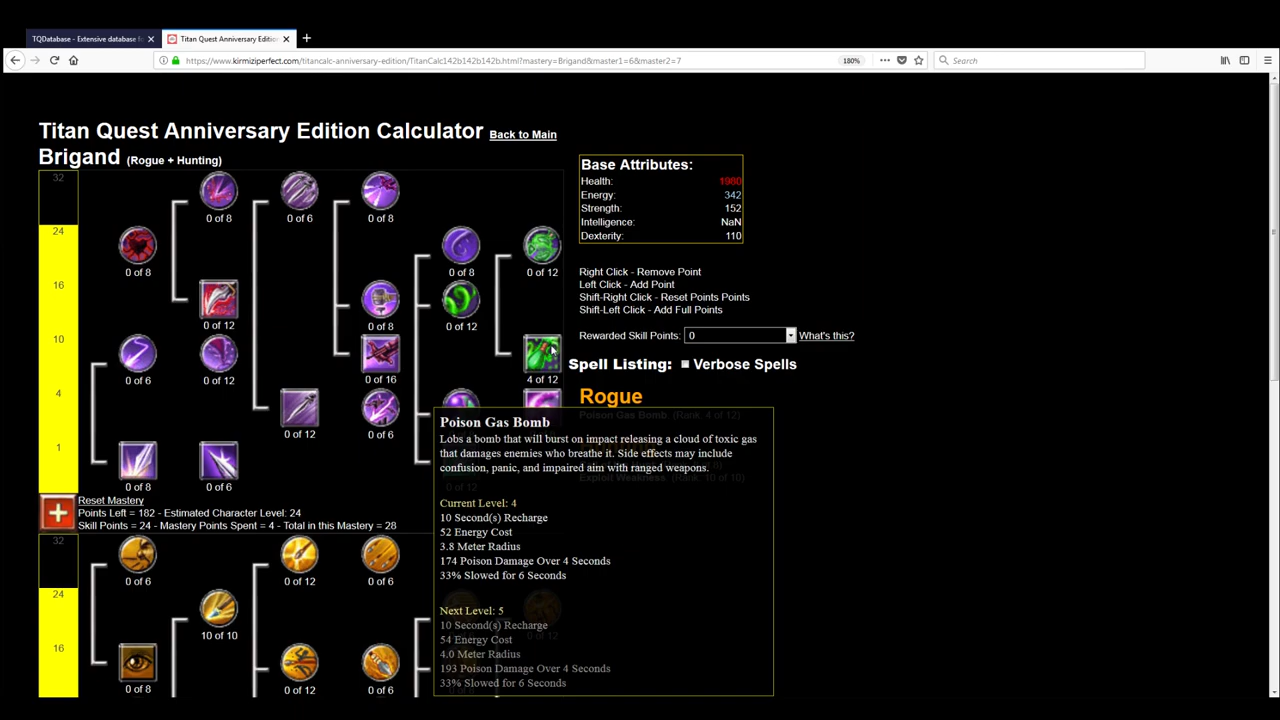 TQDatabase - Extensive database f
Titan Quest Anniversary Edition
https://www.kirmiziperfect.com/titancalc-anniversary-edition/TitanCalc142b142b142b.html?mastery=Brigand&master1=6&master2=7
180%
Search
Titan Quest Anniversary Edition Calculator Back to Main
Brigand (Rogue + Hunting)
32
24
16
10
4
1
0 of 8
0 of 6
0 of 8
0 of 8
0 of 8
0 of 12
0 of 12
0 of 8
0 of 12
0 of 6
0 of 12
0 of 16
4 of 12
0 of 12
0 of 6
0 of 8
0 of 6
Reset Mastery
Points Left = 182 - Estimated Character Level: 24
Skill Points = 24 - Mastery Points Spent = 4 - Total in this Mastery = 28
32
24
16
0 of 6
0 of 12
0 of 6
10 of 10
0 of 8
0 of 12
0 of 6
Base Attributes:
Health: 1980
Energy: 342
Strength: 152
Intelligence: NaN
Dexterity: 110
Right Click - Remove Point
Left Click - Add Point
Shift-Right Click - Reset Points Points
Shift-Left Click - Add Full Points
Rewarded Skill Points: 0 What's this?
Spell Listing: Verbose Spells
Rogue
Poison Gas Bomb: (Rank: 4 of 12)
Exploit Weakness: (Rank: 10 of 10)
Poison Gas Bomb
Lobs a bomb that will burst on impact releasing a cloud of toxic gas
that damages enemies who breathe it. Side effects may include
confusion, panic, and impaired aim with ranged weapons.
Current Level: 4
10 Second(s) Recharge
52 Energy Cost
3.8 Meter Radius
174 Poison Damage Over 4 Seconds
33% Slowed for 6 Seconds
Next Level: 5
10 Second(s) Recharge
54 Energy Cost
4.0 Meter Radius
193 Poison Damage Over 4 Seconds
33% Slowed for 6 Seconds